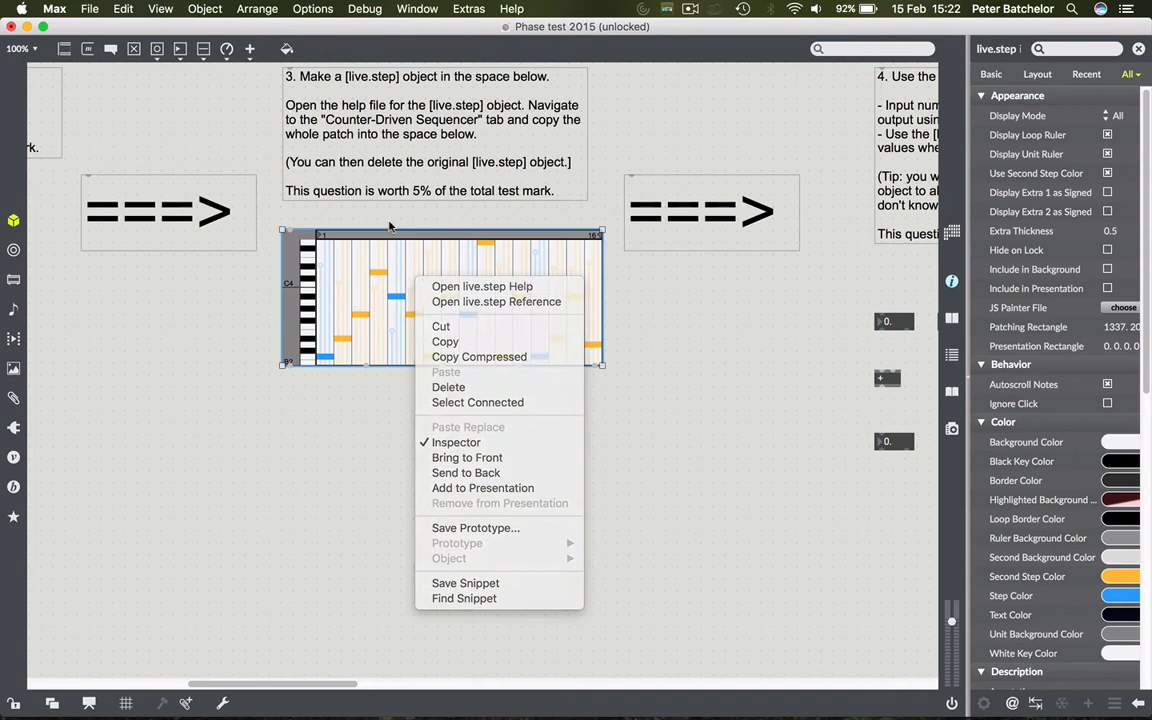 Max File Edit View Object Arrange Options Debug Window Extras Help 92% 15 Feb 15:22 Peter Batchelor
Phase test 2015 (unlocked)
100%
live.step i
Basic Layout Recent All
3. Make a [live.step] object in the space below.
Open the help file for the [live.step] object. Navigate
to the "Counter-Driven Sequencer" tab and copy the
whole patch into the space below.
(You can then delete the original [live.step] object.]
This question is worth 5% of the total test mark.
rk.
===>
===>
4. Use the
- Input num
output using
- Use the [
values whe
(Tip: you w
object to al
don't know
This questi
1
16
C4
B2
0.
+
0.
Open live.step Help
Open live.step Reference
Cut
Copy
Copy Compressed
Paste
Delete
Select Connected
Paste Replace
✓ Inspector
Bring to Front
Send to Back
Add to Presentation
Remove from Presentation
Save Prototype...
Prototype
Object
Save Snippet
Find Snippet
Appearance
Display Mode All
Display Loop Ruler
Display Unit Ruler
Use Second Step Color
Display Extra 1 as Signed
Display Extra 2 as Signed
Extra Thickness 0.5
Hide on Lock
Include in Background
Include in Presentation
JS Painter File choose
Patching Rectangle 1337. 20
Presentation Rectangle 0. 0. 0. 0
Behavior
Autoscroll Notes
Ignore Click
Color
Background Color
Black Key Color
Border Color
Highlighted Background ...
Loop Border Color
Ruler Background Color
Second Background Color
Second Step Color
Step Color
Text Color
Unit Background Color
White Key Color
Description